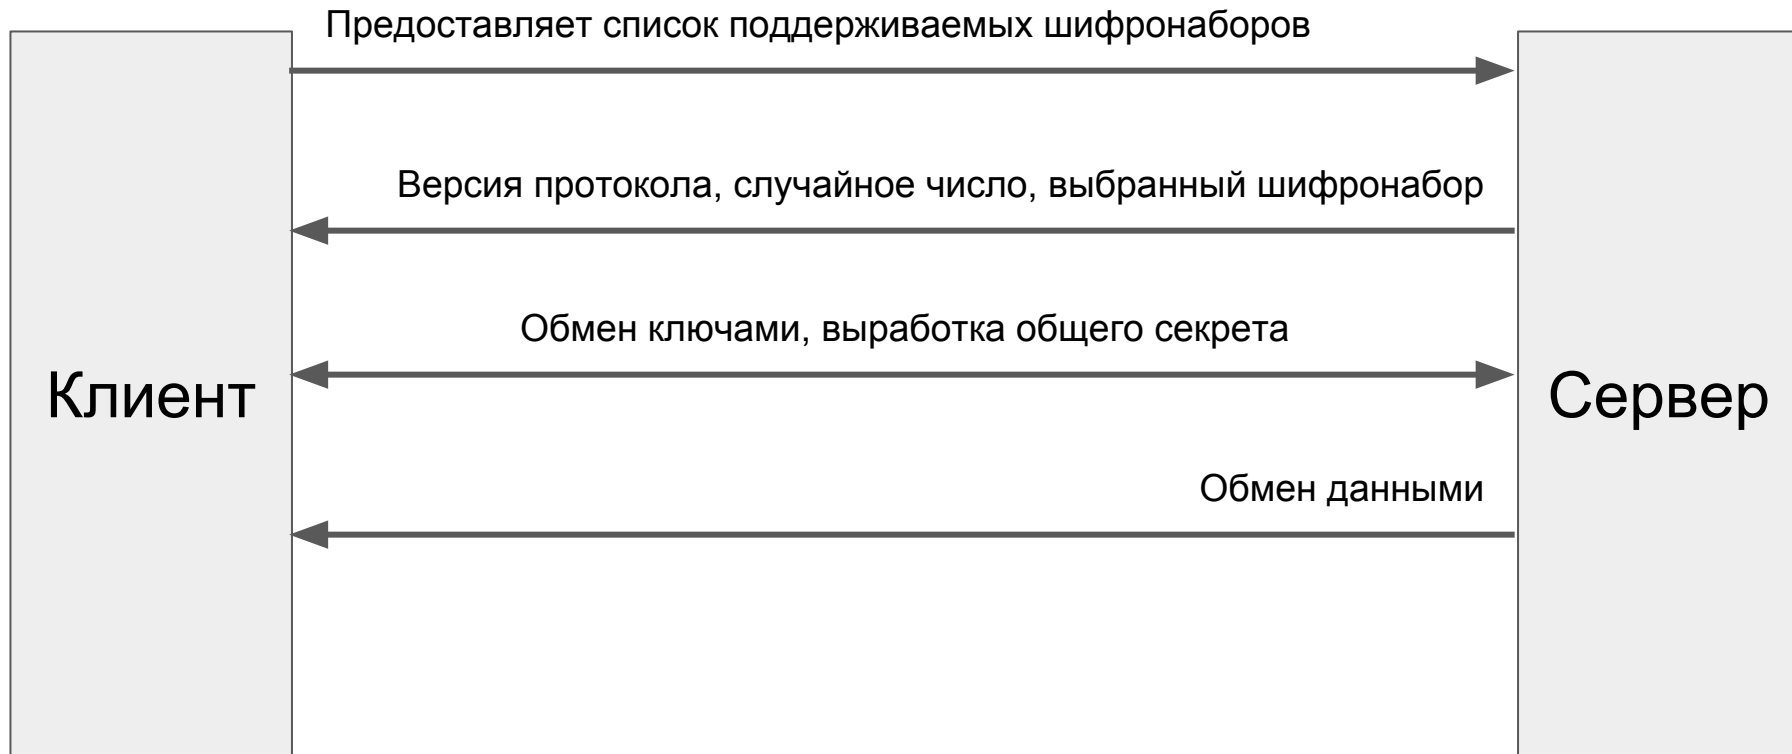 Предоставляет список поддерживаемых шифронаборов
Версия протокола, случайное число, выбранный шифронабор
Обмен ключами, выработка общего секрета
Клиент
Сервер
Обмен данными